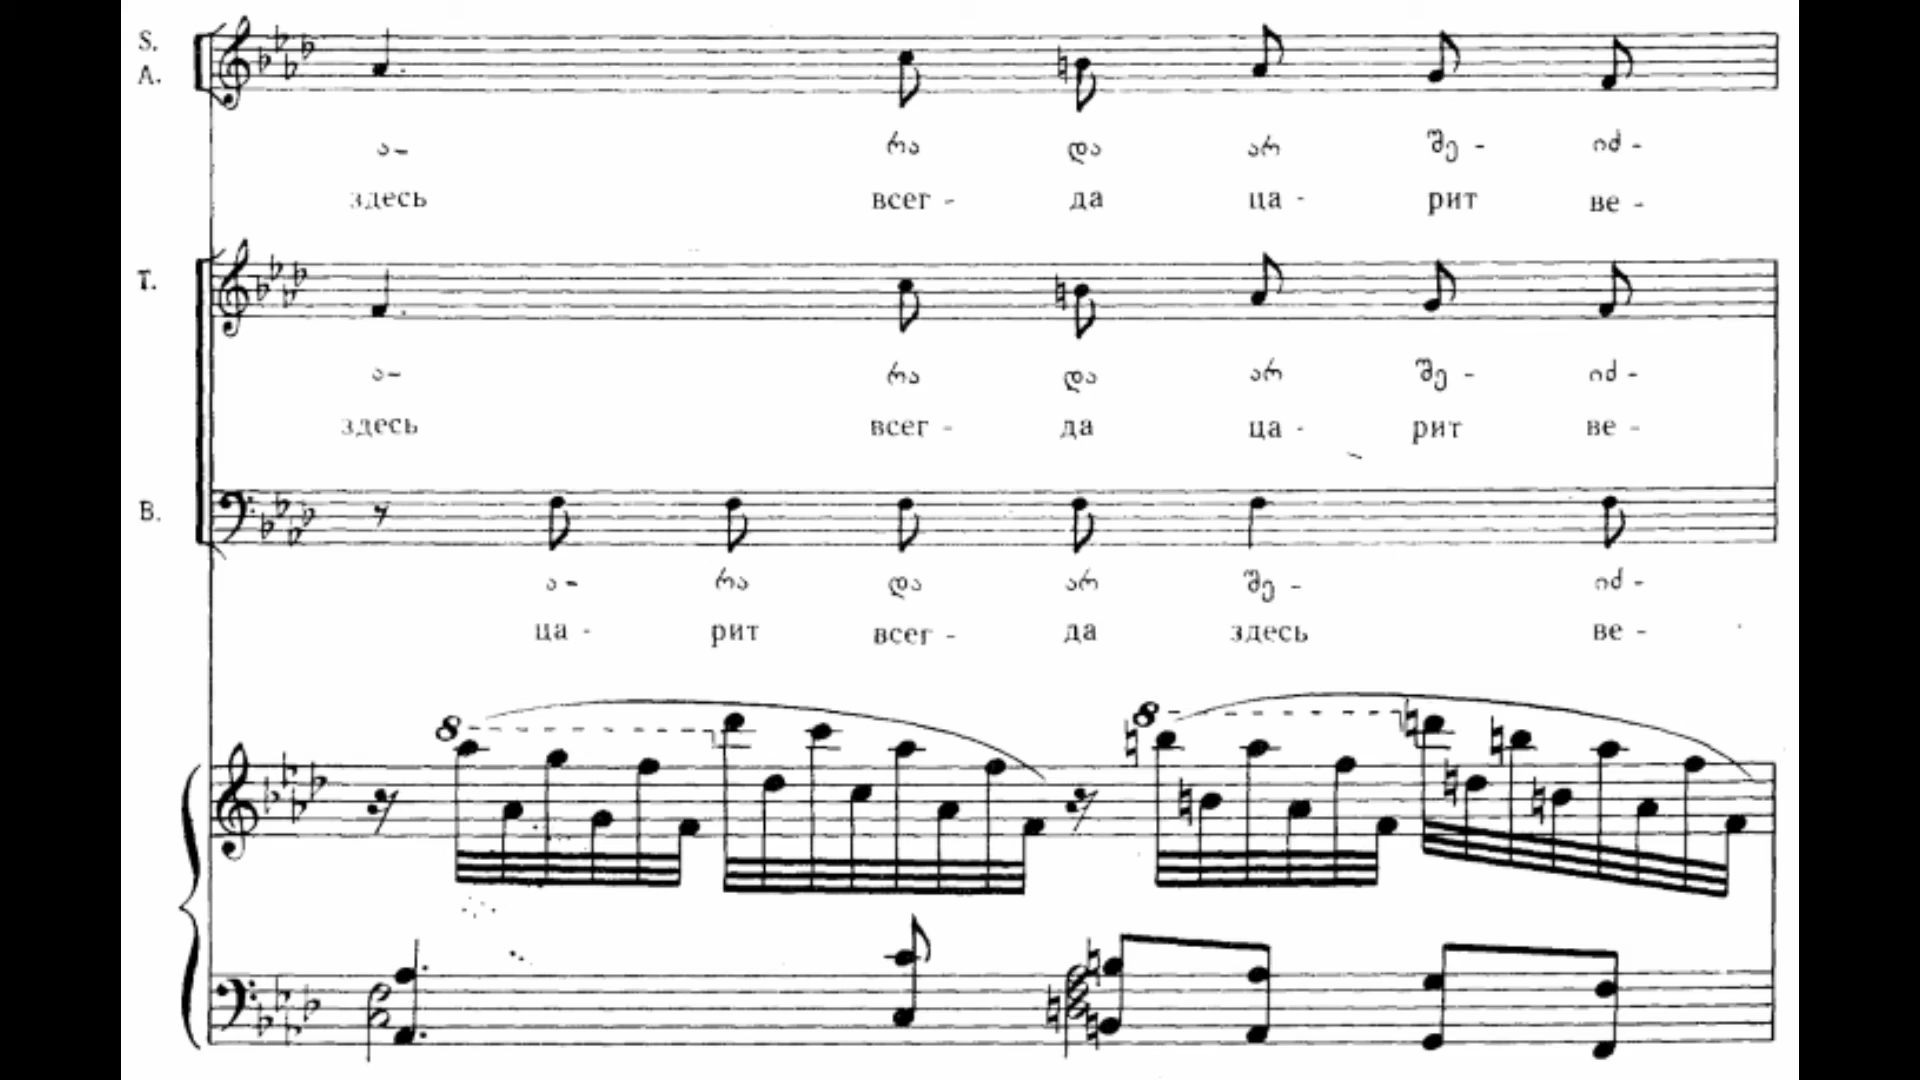 S.
A.
ა- რა და არ შე - იძ -
здесь всег - да ца - рит ве -
T.
ა- რა და არ შე - იძ -
здесь всег - да ца - рит ве -
B.
ა - რა და არ შე - იძ -
ца - рит всег - да здесь ве -
8 8